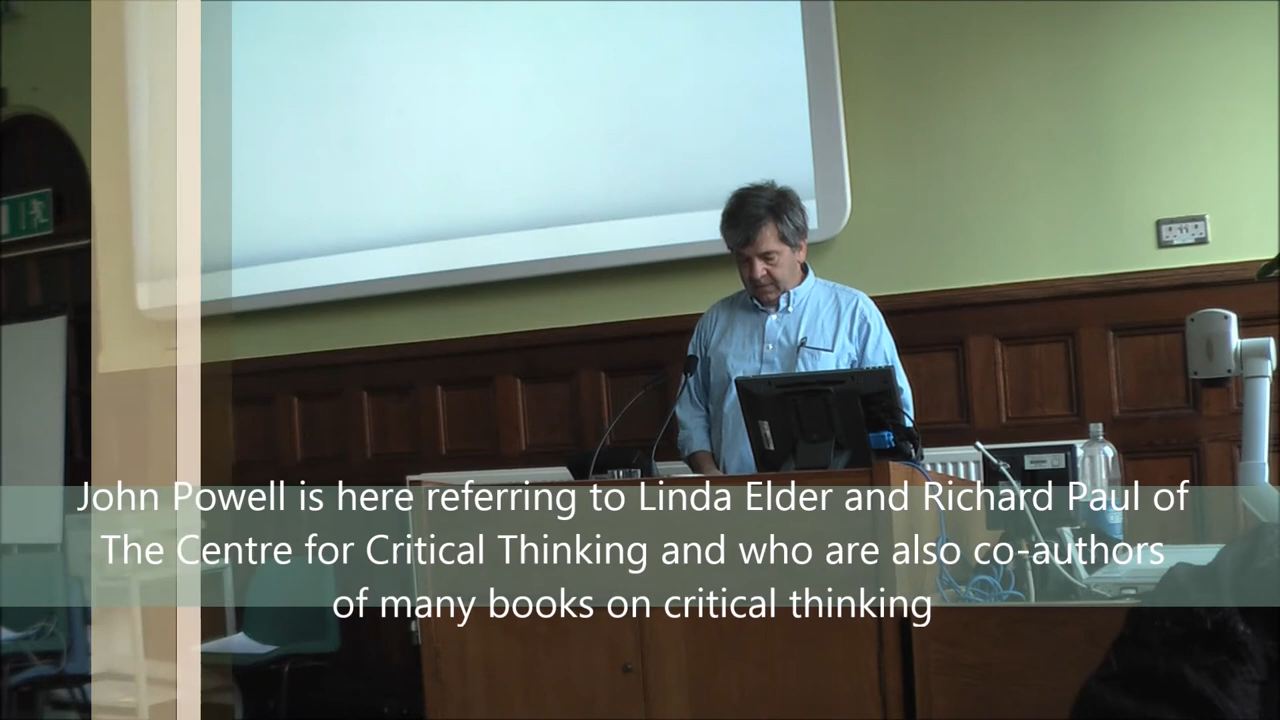 John Powell is here referring to Linda Elder and Richard Paul of
The Centre for Critical Thinking and who are also co-authors
of many books on critical thinking